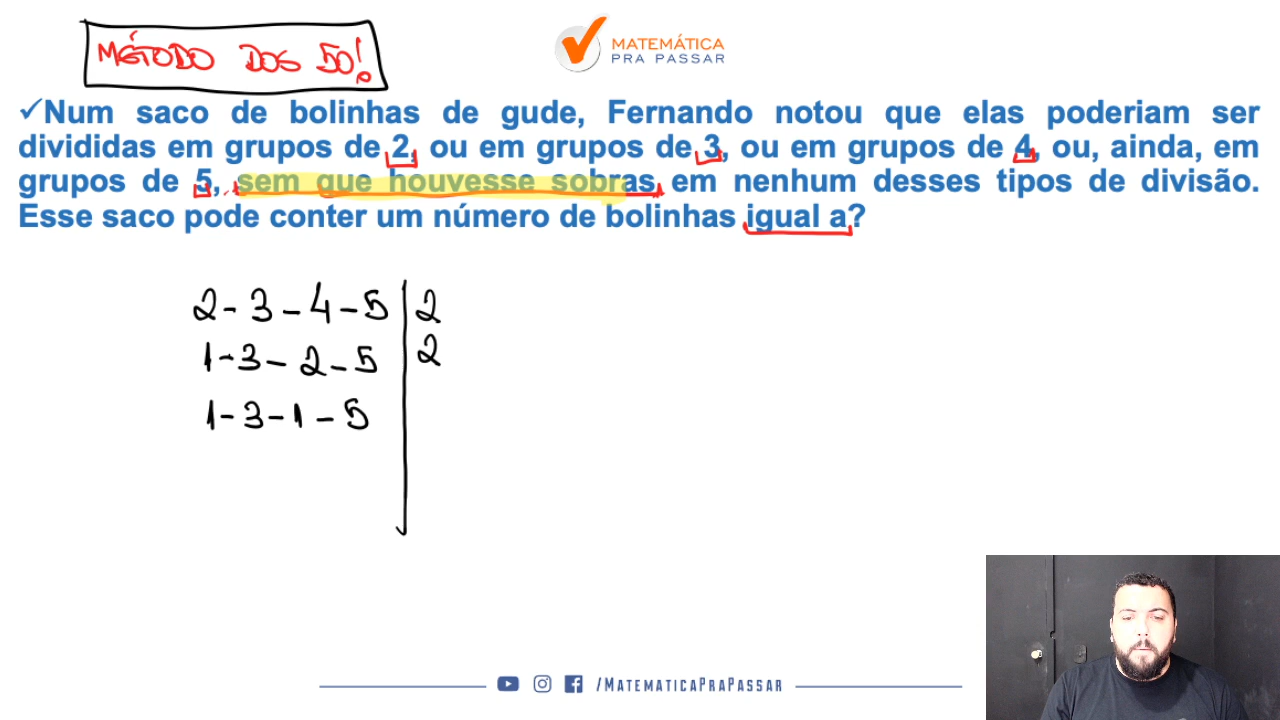 MÉTODO DOS 50!
MATEMÁTICA
PRA PASSAR
✓Num saco de bolinhas de gude, Fernando notou que elas poderiam ser
divididas em grupos de 2, ou em grupos de 3, ou em grupos de 4, ou, ainda, em
grupos de 5, sem que houvesse sobras, em nenhum desses tipos de divisão.
Esse saco pode conter um número de bolinhas igual a?
2 - 3 - 4 - 5 | 2
1 - 3 - 2 - 5 | 2
1 - 3 - 1 - 5
/MATEMATICAPRAPASSAR